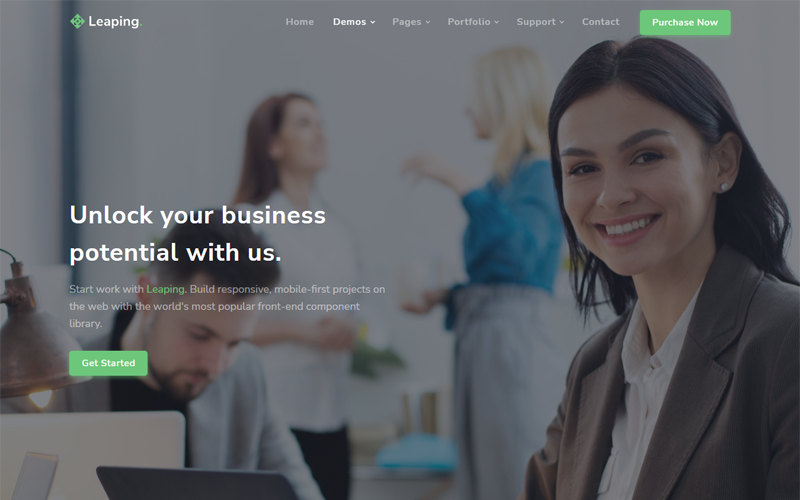 Leaping.
Home Demos Pages Portfolio Support Contact Purchase Now
Unlock your business
potential with us.
Start work with Leaping. Build responsive, mobile-first projects on
the web with the world's most popular front-end component
library.
Get Started